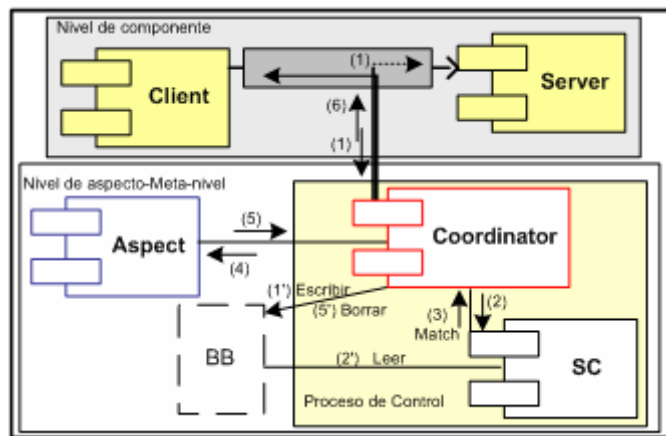 Nivel de componente
(1)
Client
Server
(6)
(1)
Nivel de aspecto-Meta-nivel
(5)
Aspect
Coordinator
(4)
(1') Escribir
(5') Borrar
(3)
(2)
Match
BB
(2') Leer
SC
Proceso de Control